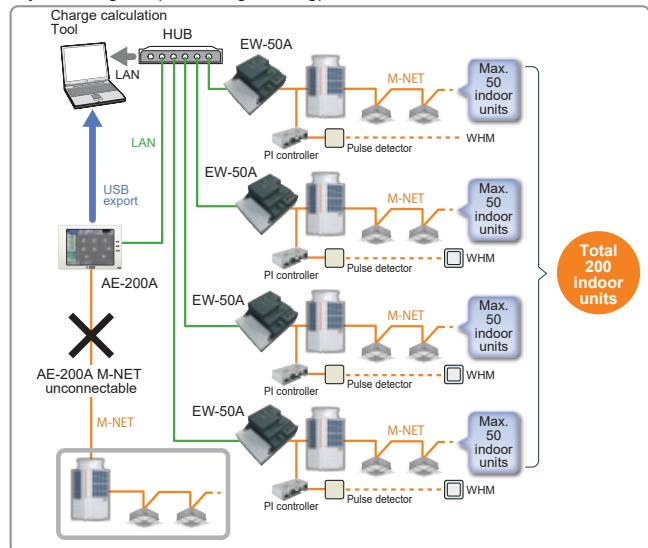 Charge calculation
Tool
HUB
LAN
EW-50A
M-NET
Max.
50
indoor
units
PI controller
Pulse detector
WHM
LAN
USB
export
EW-50A
M-NET
Max.
50
indoor
units
PI controller
Pulse detector
WHM
AE-200A
Total
200
indoor
units
EW-50A
M-NET
Max.
50
indoor
units
PI controller
Pulse detector
WHM
AE-200A M-NET
unconnectable
M-NET
EW-50A
M-NET
Max.
50
indoor
units
PI controller
Pulse detector
WHM